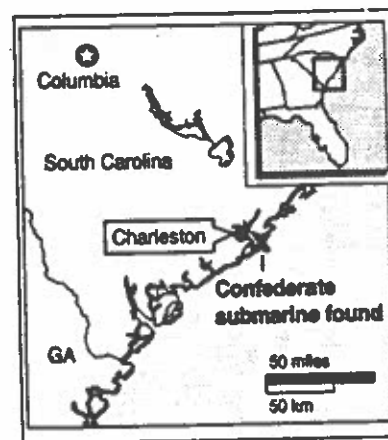 Columbia
South Carolina
Charleston
Confederate
submarine found
GA
50 miles
50 km